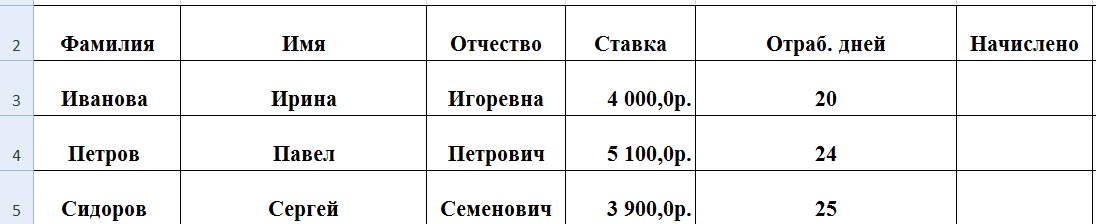 2 Фамилия Имя Отчество Ставка Отраб. дней Начислено
3 Иванова Ирина Игоревна 4 000,0р. 20
4 Петров Павел Петрович 5 100,0р. 24
5 Сидоров Сергей Семенович 3 900,0р. 25